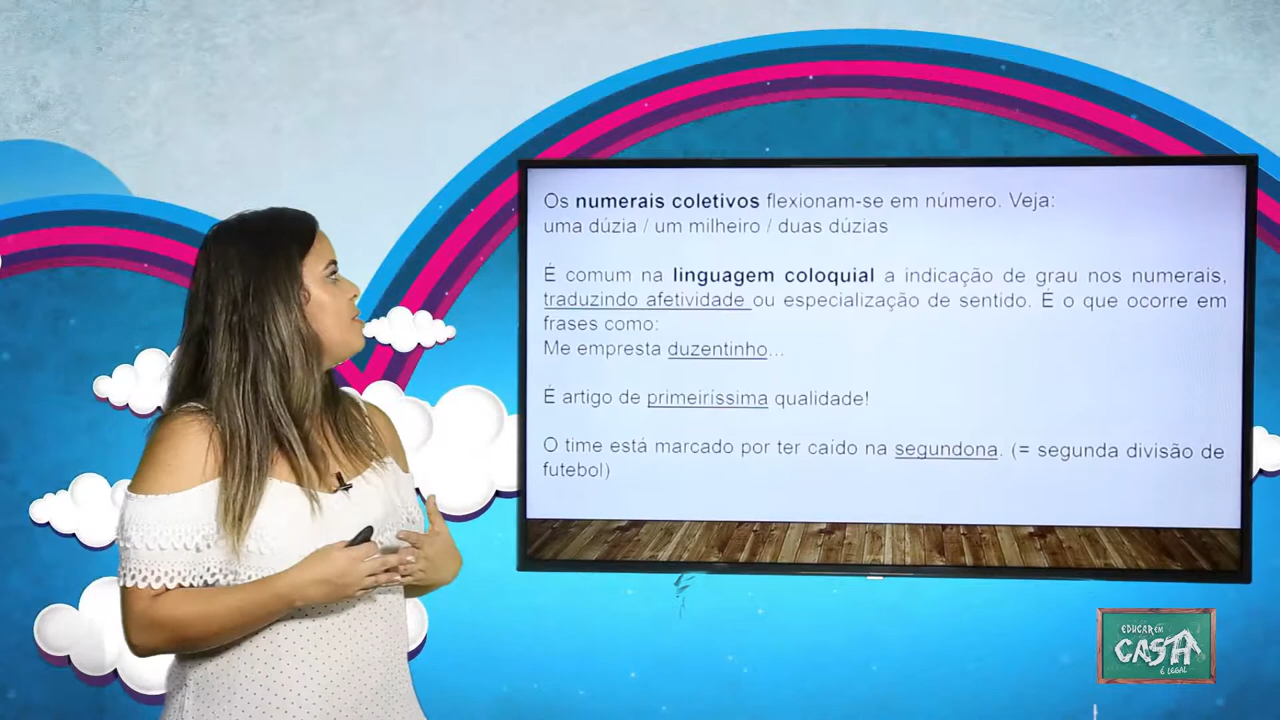 Os numerais coletivos flexionam-se em número. Veja:
uma dúzia / um milheiro / duas dúzias
É comum na linguagem coloquial a indicação de grau nos numerais,
traduzindo afetividade ou especialização de sentido. É o que ocorre em
frases como:
Me empresta duzentinho...
É artigo de primeiríssima qualidade!
O time está marcado por ter caído na segundona. (= segunda divisão de
futebol)
EDUCAR EM
CASA
É LEGAL